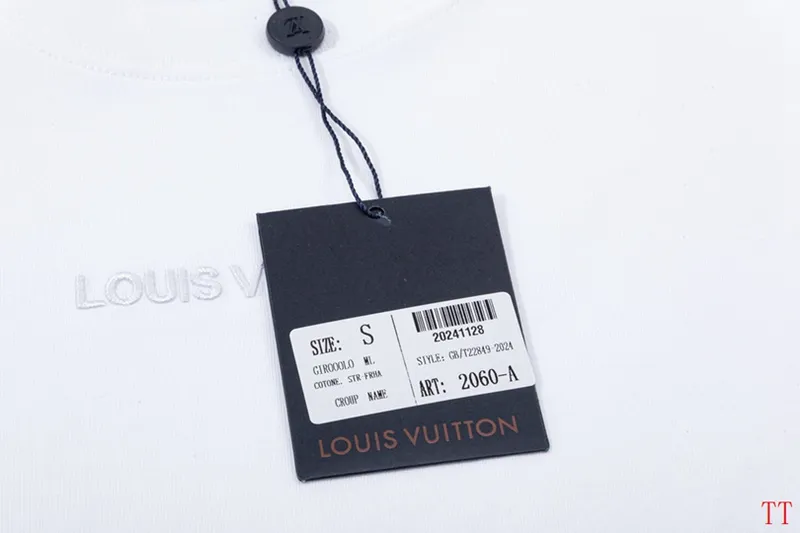 LOUIS V
SIZE: S
GIROOOLO ML
COTONE. STR-FRHA
CROUP NAME
20241128
STYLE: GB/T22849-2024
ART: 2060-A
LOUIS VUITTON
TT